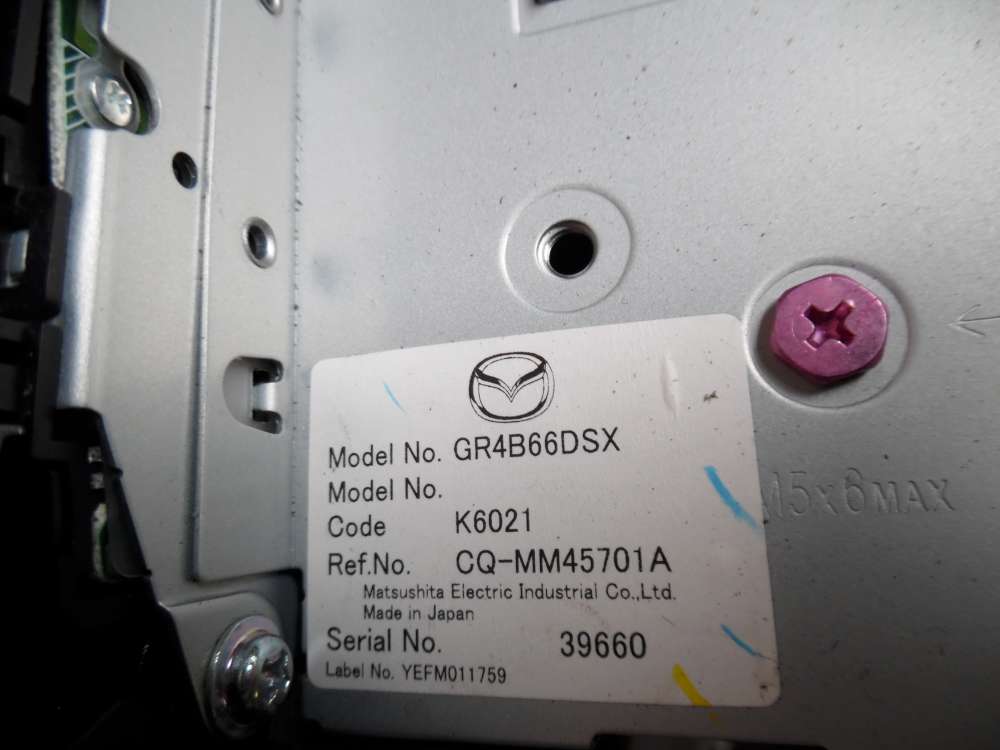 Model No. GR4B66DSX
Model No.
Code K6021
Ref.No. CQ-MM45701A
Matsushita Electric Industrial Co.,Ltd.
Made in Japan
Serial No. 39660
Label No. YEFM011759
M5x6MAX